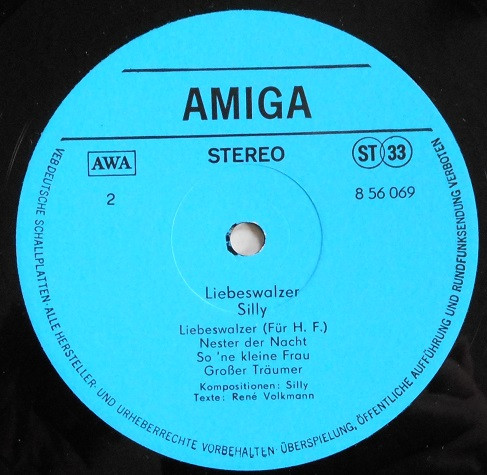 AMIGA
AWA
STEREO
ST 33
2
8 56 069
Liebeswalzer
Silly
Liebeswalzer (Für H. F.)
Nester der Nacht
So 'ne kleine Frau
Großer Träumer
Kompositionen: Silly
Texte: René Volkmann
VEB DEUTSCHE SCHALLPLATTEN·ALLE HERSTELLER- UND URHEBERRECHTE VORBEHALTEN·ÜBERSPIELUNG, ÖFFENTLICHE AUFFÜHRUNG UND RUNDFUNKSENDUNG VERBOTEN